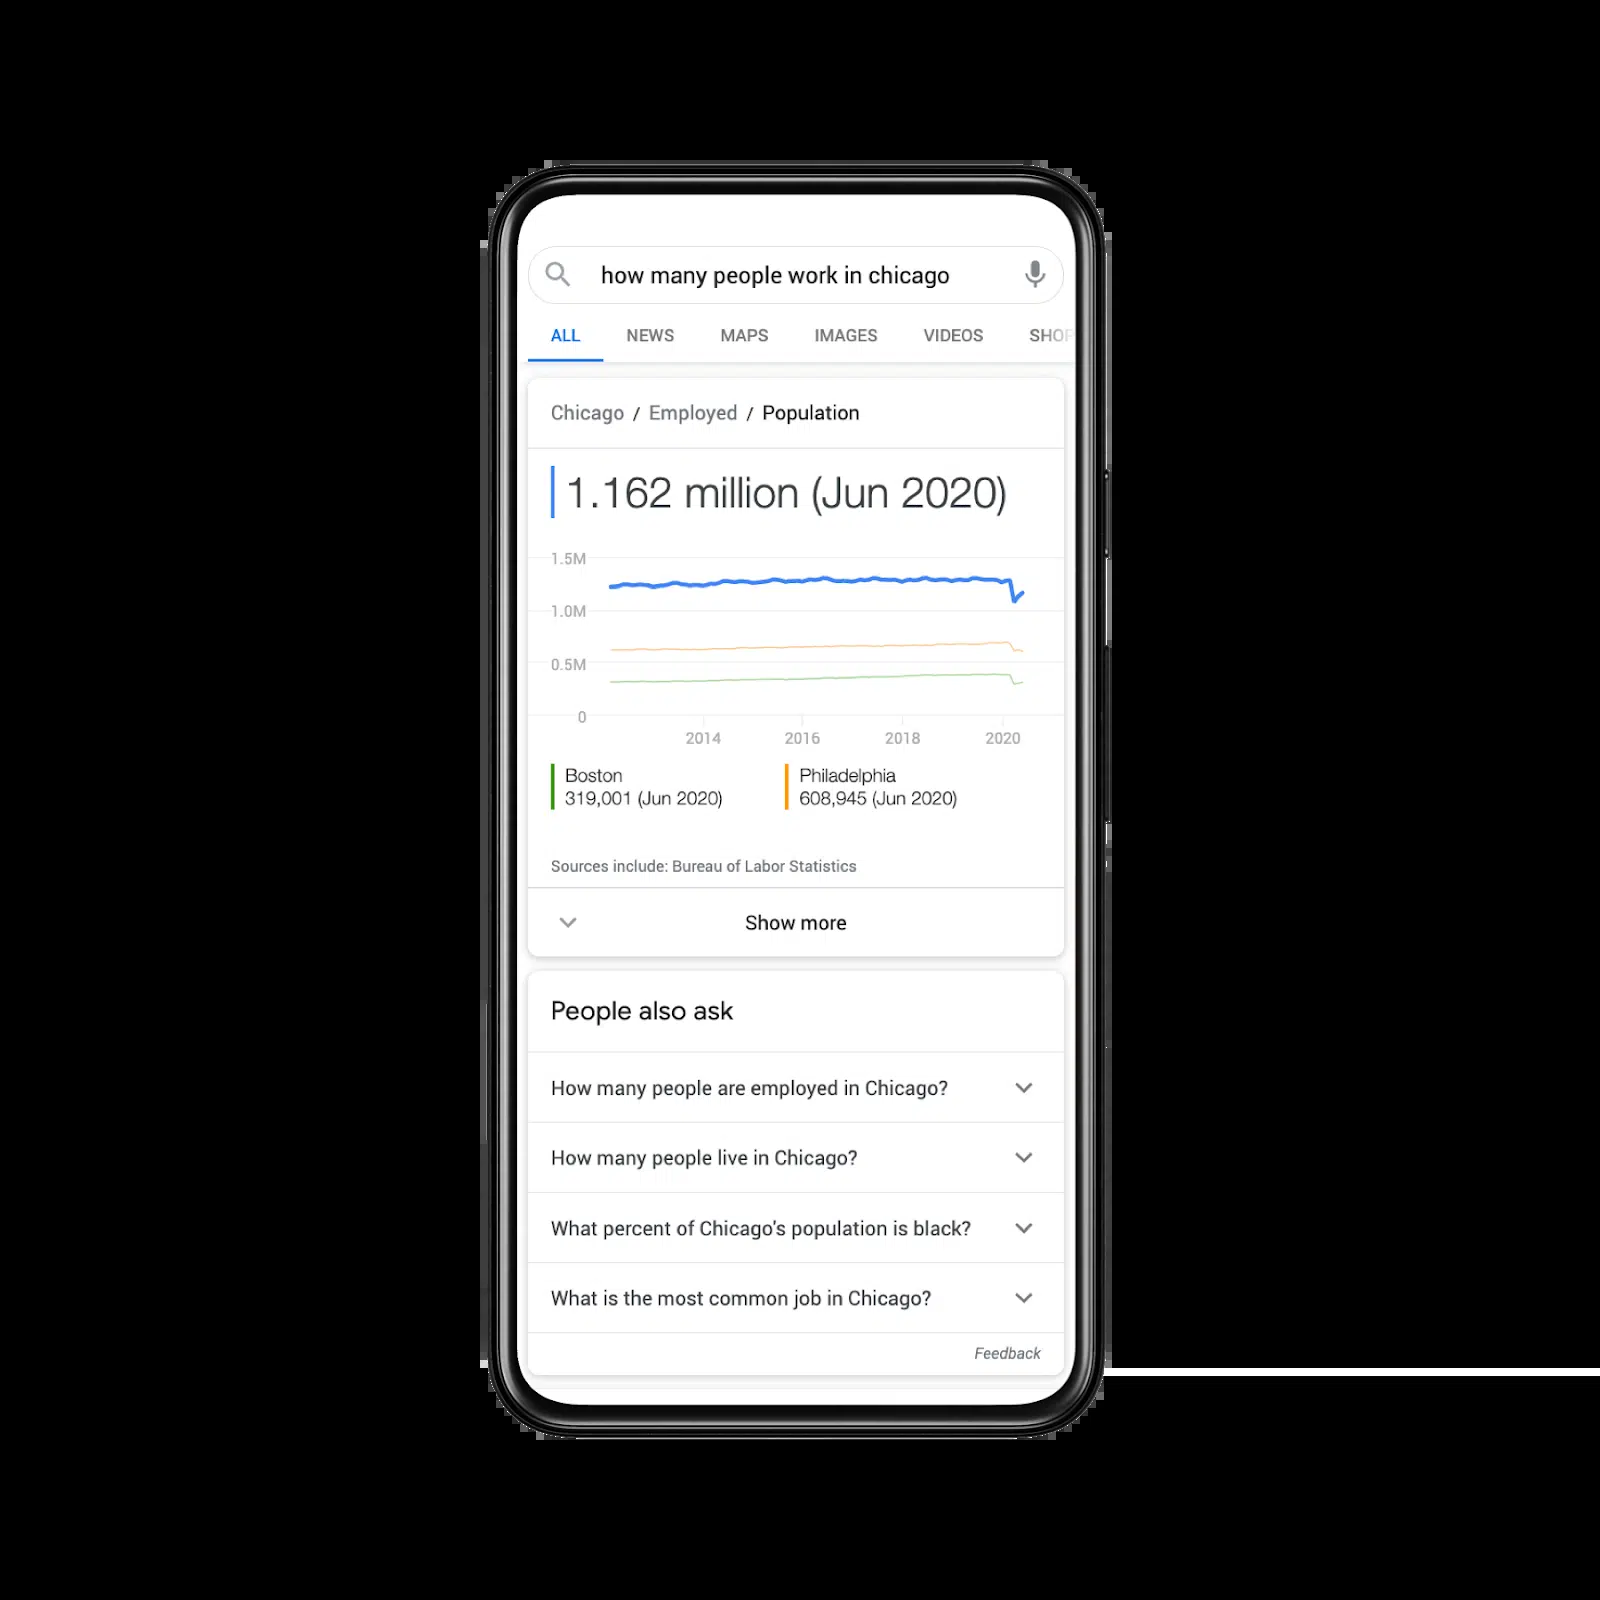 how many people work in chicago
ALL NEWS MAPS IMAGES VIDEOS SHOP
Chicago / Employed / Population
1.162 million (Jun 2020)
1.5M
1.0M
0.5M
0
2014 2016 2018 2020
Boston
319,001 (Jun 2020)
Philadelphia
608,945 (Jun 2020)
Sources include: Bureau of Labor Statistics
Show more
People also ask
How many people are employed in Chicago?
How many people live in Chicago?
What percent of Chicago's population is black?
What is the most common job in Chicago?
Feedback